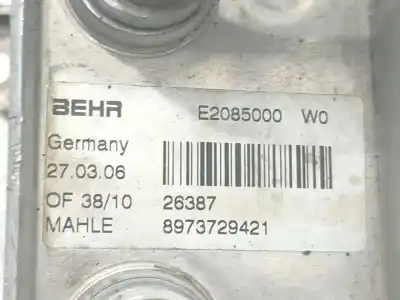 BEHR E2085000 W0
Germany
27.03.06
OF 38/10 26387
MAHLE 8973729421